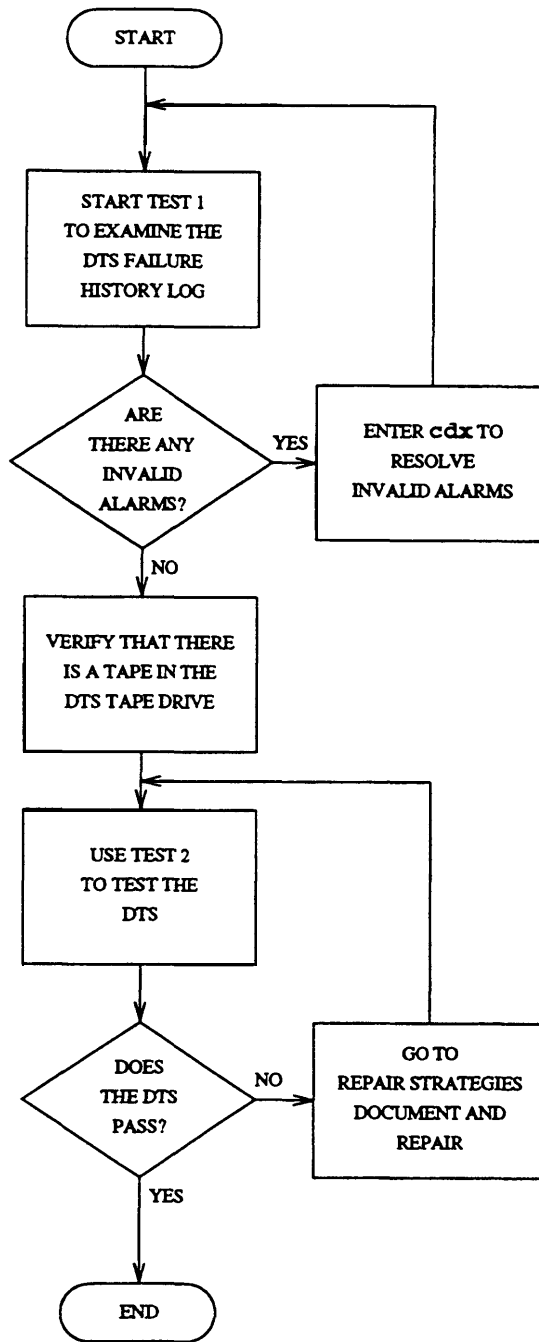 START
START TEST 1
TO EXAMINE THE
DTS FAILURE
HISTORY LOG
ARE
THERE ANY
INVALID
ALARMS?
YES
ENTER cdx TO
RESOLVE
INVALID ALARMS
NO
VERIFY THAT THERE
IS A TAPE IN THE
DTS TAPE DRIVE
USE TEST 2
TO TEST THE
DTS
DOES
THE DTS
PASS?
NO
GO TO
REPAIR STRATEGIES
DOCUMENT AND
REPAIR
YES
END